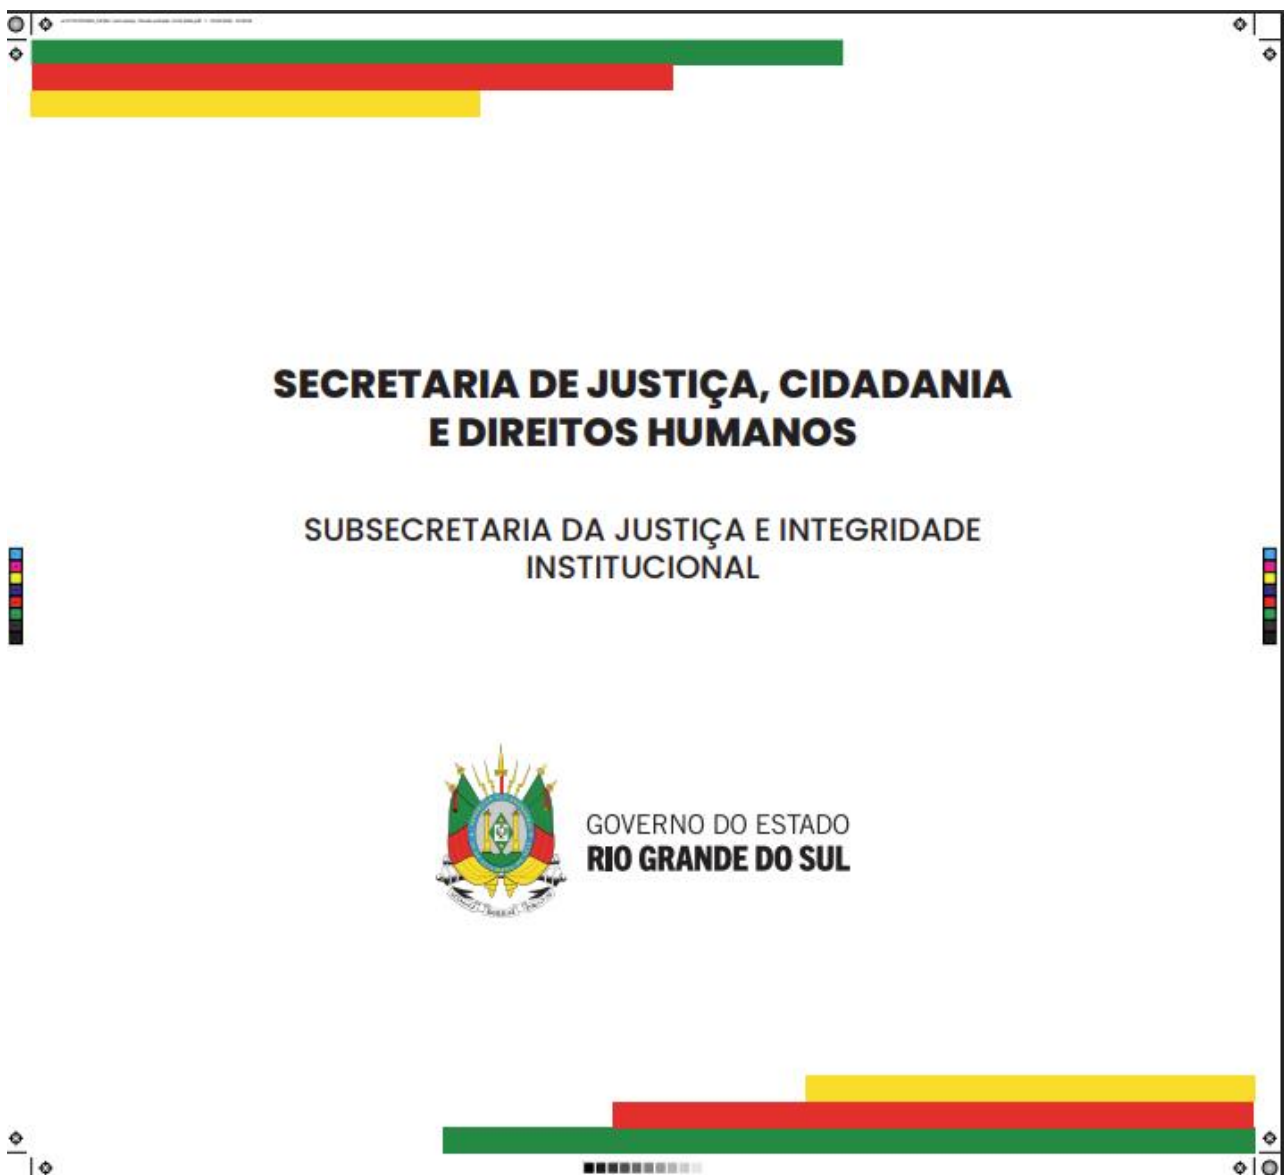 SECRETARIA DE JUSTIÇA, CIDADANIA
E DIREITOS HUMANOS
SUBSECRETARIA DA JUSTIÇA E INTEGRIDADE
INSTITUCIONAL
GOVERNO DO ESTADO
RIO GRANDE DO SUL